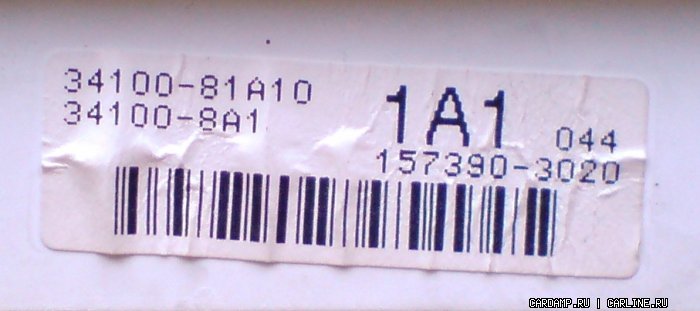 34100-81A10
34100-8A1
1A1
044
157390-3020
CARDAMP.RU | CARLINE.RU